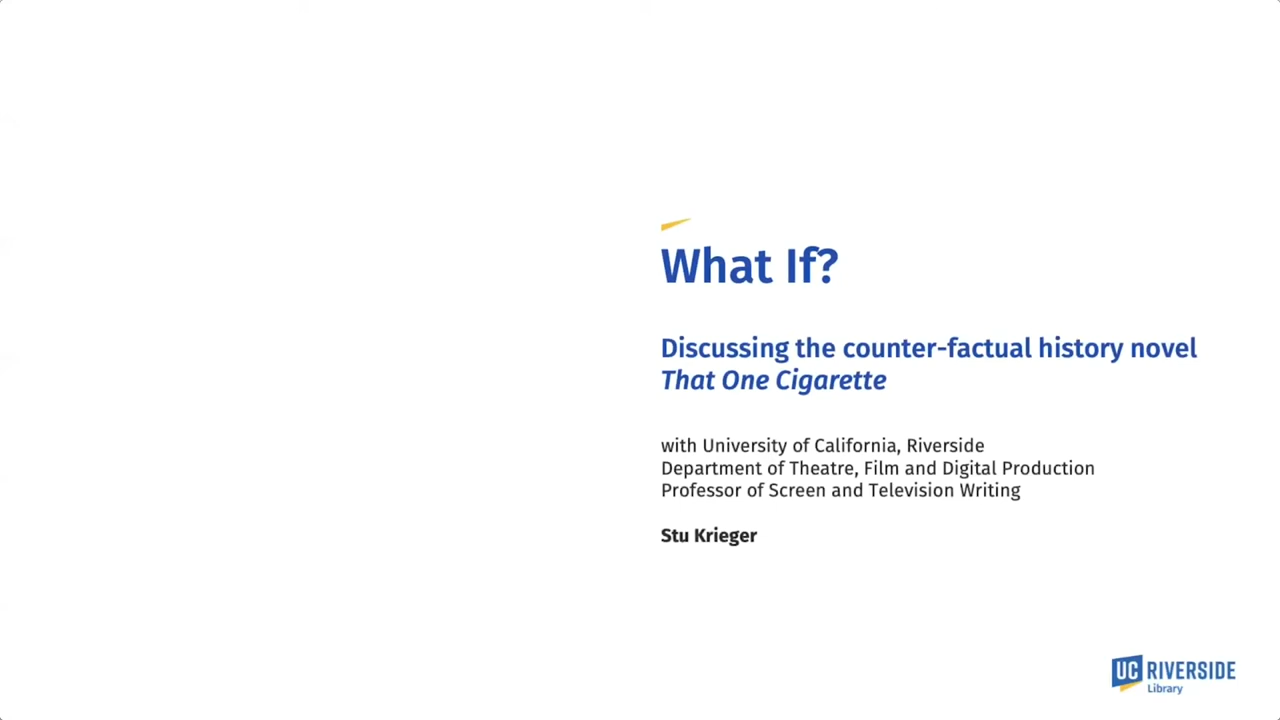 What If?
Discussing the counter-factual history novel
That One Cigarette
with University of California, Riverside
Department of Theatre, Film and Digital Production
Professor of Screen and Television Writing
Stu Krieger
UC RIVERSIDE
Library